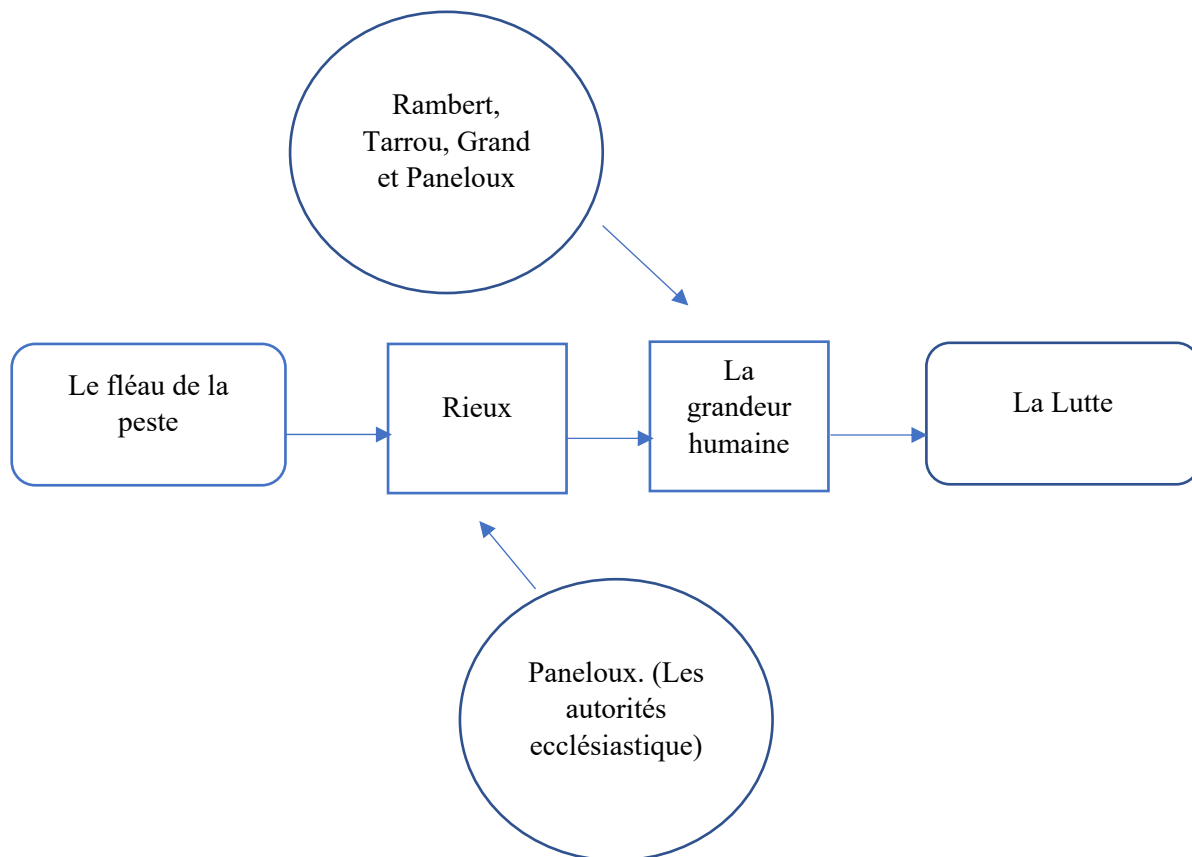 Rambert,
Tarrou, Grand
et Paneloux
Le fléau de la
peste
Rieux
La
grandeur
humaine
La Lutte
Paneloux. (Les
autorités
ecclésiastique)